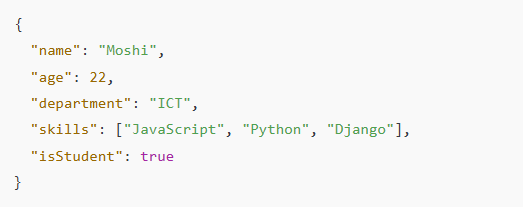 {
"name": "Moshi",
"age": 22,
"department": "ICT",
"skills": ["JavaScript", "Python", "Django"],
"isStudent": true
}